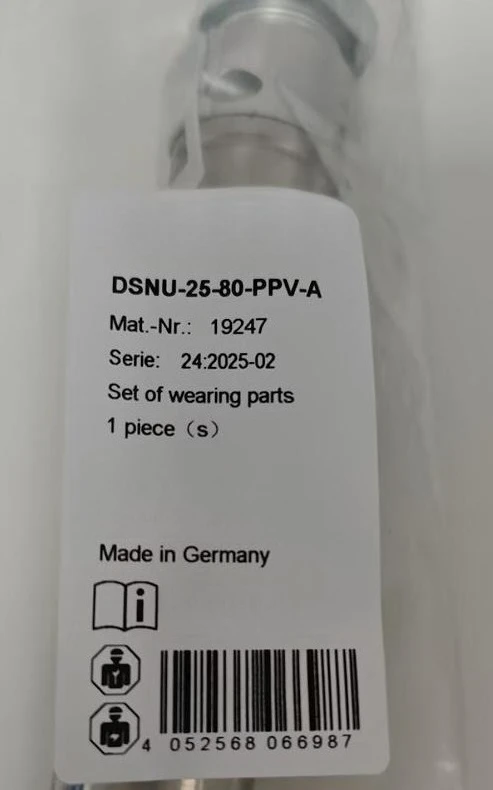 DSNU-25-80-PPV-A
Mat.-Nr.: 19247
Serie: 24:2025-02
Set of wearing parts
1 piece（s）
Made in Germany
i
4 052568 066987